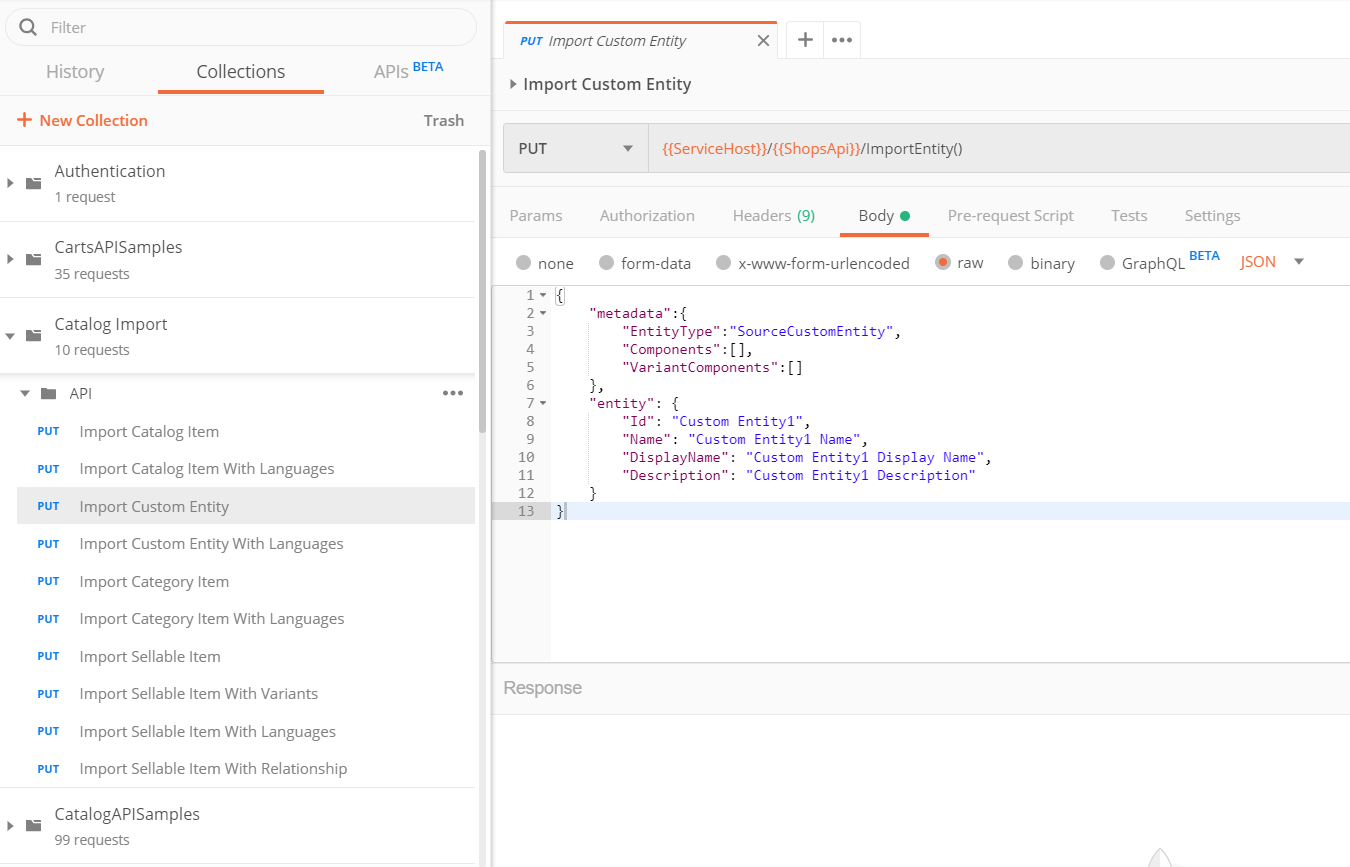 Filter
History
Collections
APIs BETA
+ New Collection
Trash
Authentication
1 request
CartsAPISamples
35 requests
Catalog Import
10 requests
API
PUT Import Catalog Item
PUT Import Catalog Item With Languages
PUT Import Custom Entity
PUT Import Custom Entity With Languages
PUT Import Category Item
PUT Import Category Item With Languages
PUT Import Sellable Item
PUT Import Sellable Item With Variants
PUT Import Sellable Item With Languages
PUT Import Sellable Item With Relationship
CatalogAPISamples
99 requests
PUT Import Custom Entity
Import Custom Entity
PUT
{{ServiceHost}}/{{ShopsApi}}/ImportEntity()
Params Authorization Headers (9) Body Pre-request Script Tests Settings
none form-data x-www-form-urlencoded raw binary GraphQL BETA JSON
1 {
2 "metadata":{
3 "EntityType":"SourceCustomEntity",
4 "Components":[],
5 "VariantComponents":[]
6 },
7 "entity": {
8 "Id": "Custom Entity1",
9 "Name": "Custom Entity1 Name",
10 "DisplayName": "Custom Entity1 Display Name",
11 "Description": "Custom Entity1 Description"
12 }
13 }
Response